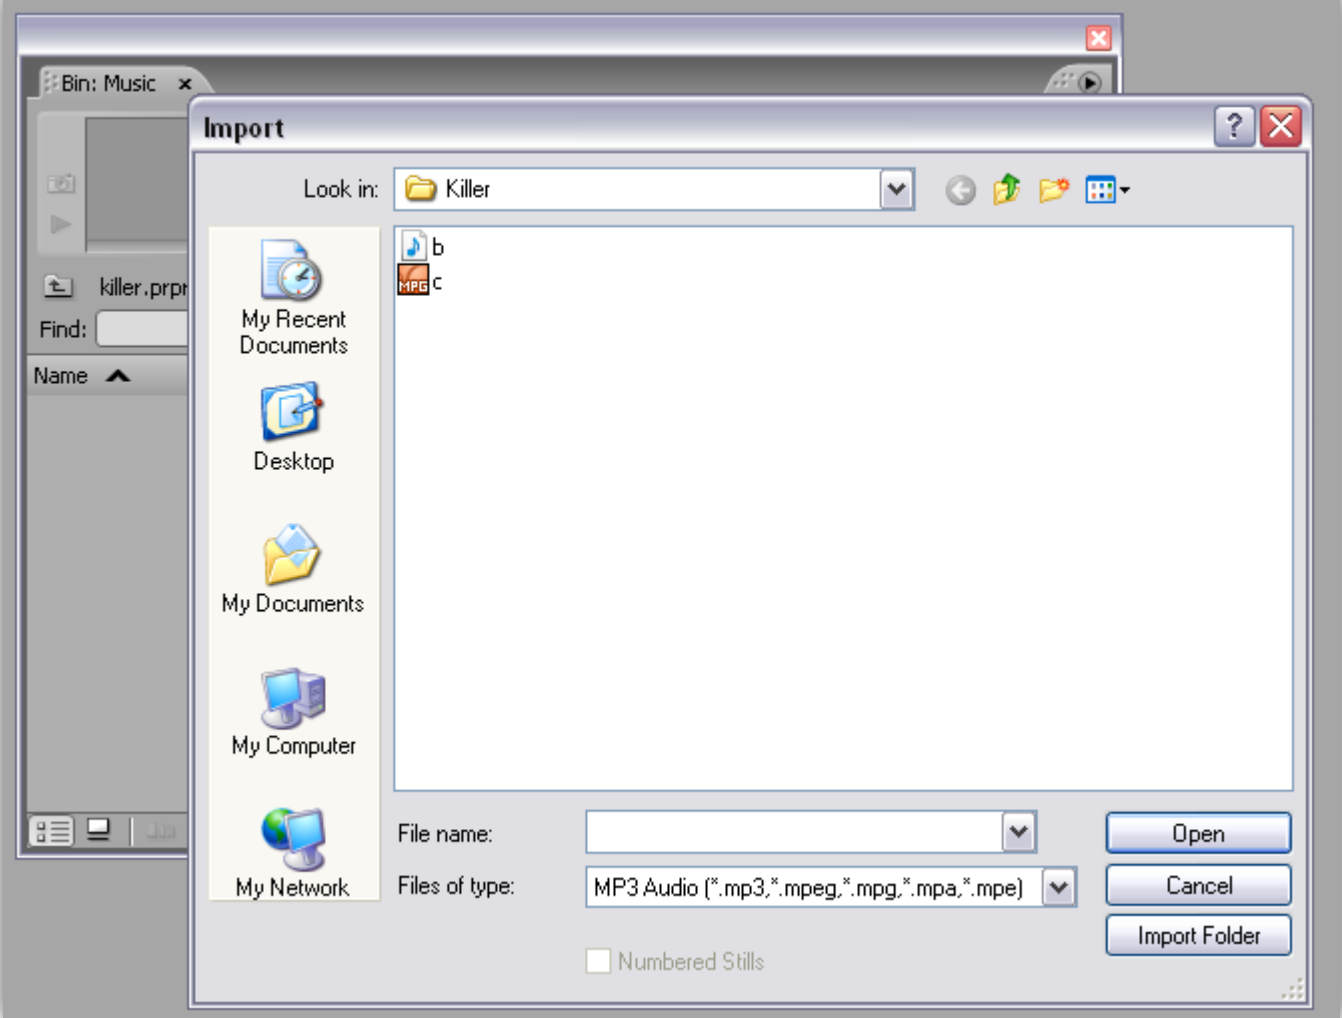 Bin: Music x
Import
?
Look in: Killer
b
MPG c
My Recent
Documents
Desktop
My Documents
My Computer
My Network
killer.prpr
Find:
Name
File name:
Open
Files of type: MP3 Audio (*.mp3,*.mpeg,*.mpg,*.mpa,*.mpe)
Cancel
Import Folder
Numbered Stills